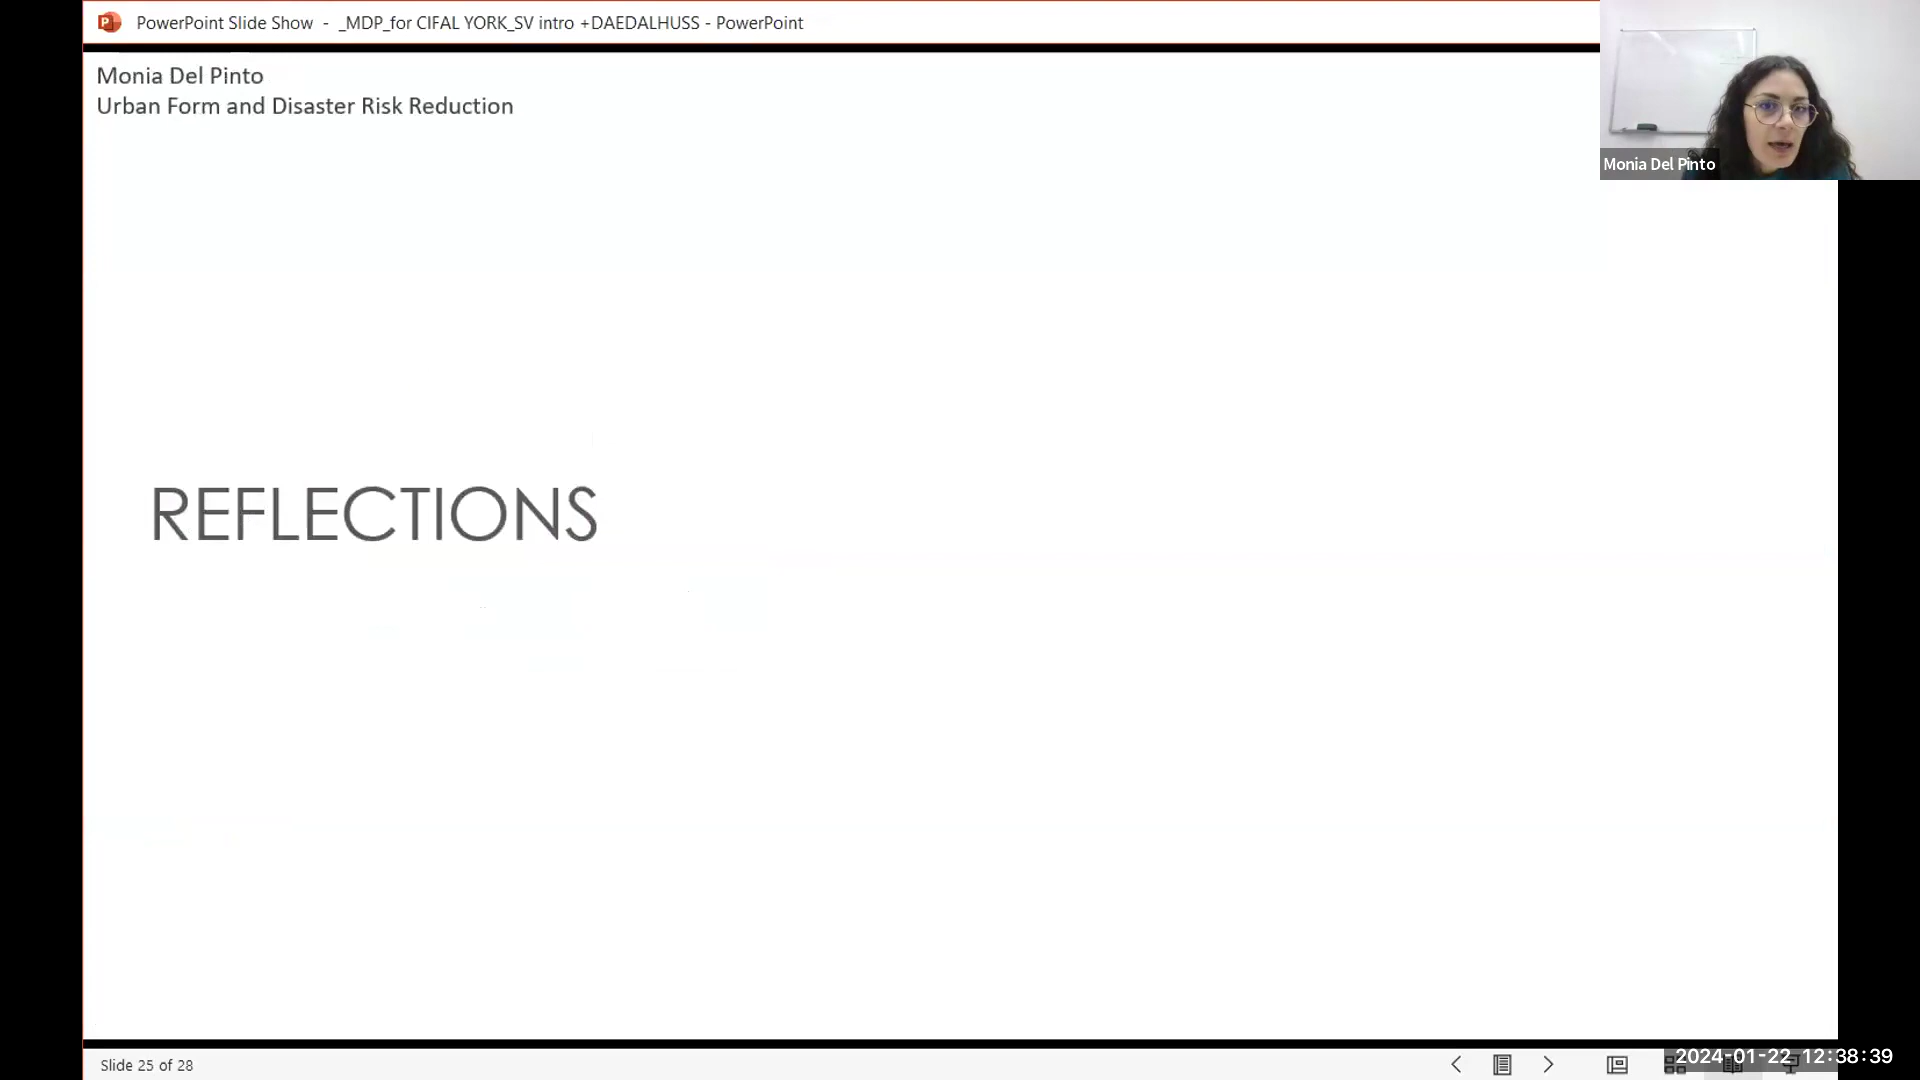 PowerPoint Slide Show - _MDP_for CIFAL YORK_SV intro +DAEDALHUSS - PowerPoint
Monia Del Pinto
Urban Form and Disaster Risk Reduction
Monia Del Pinto
REFLECTIONS
Slide 25 of 28
2024-01-22 12:38:39